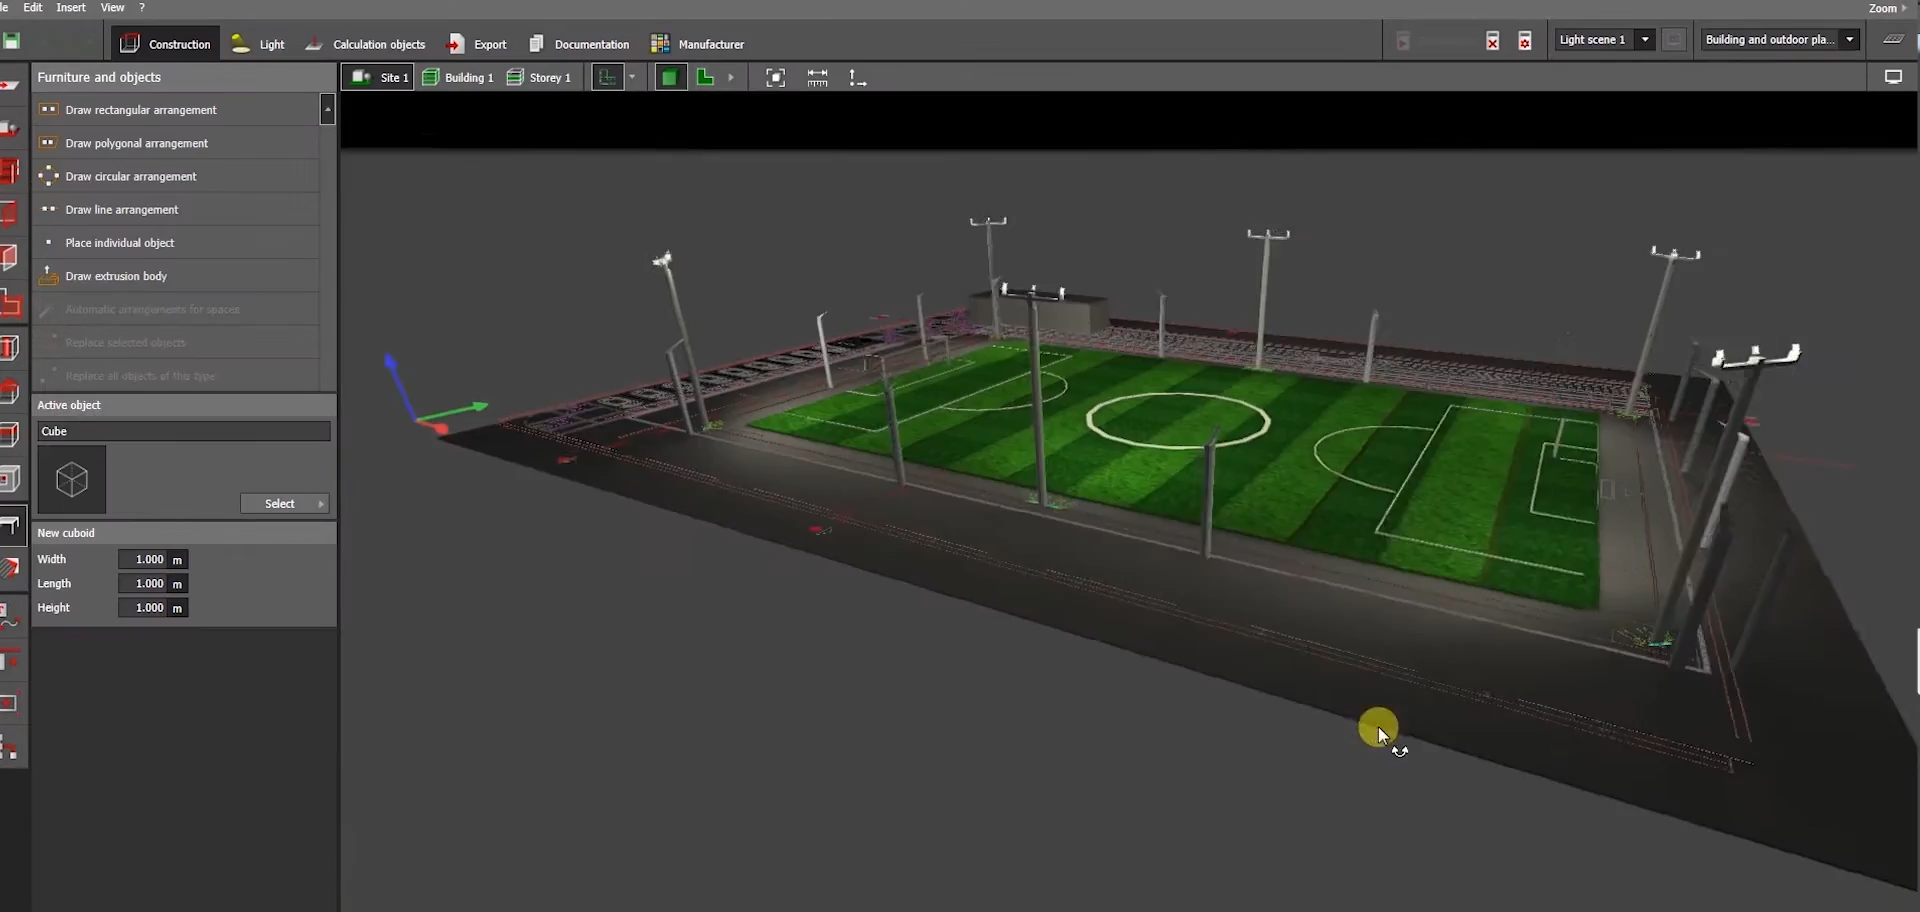 le Edit Insert View ? Zoom
Construction Light Calculation objects Export Documentation Manufacturer Light scene 1 Building and outdoor pla...
Furniture and objects
Site 1 Building 1 Storey 1
Draw rectangular arrangement
Draw polygonal arrangement
Draw circular arrangement
Draw line arrangement
Place individual object
Draw extrusion body
Automatic arrangements for spaces
Replace selected objects
Replace all objects of this type
Active object
Cube
Select
New cuboid
Width 1.000 m
Length 1.000 m
Height 1.000 m